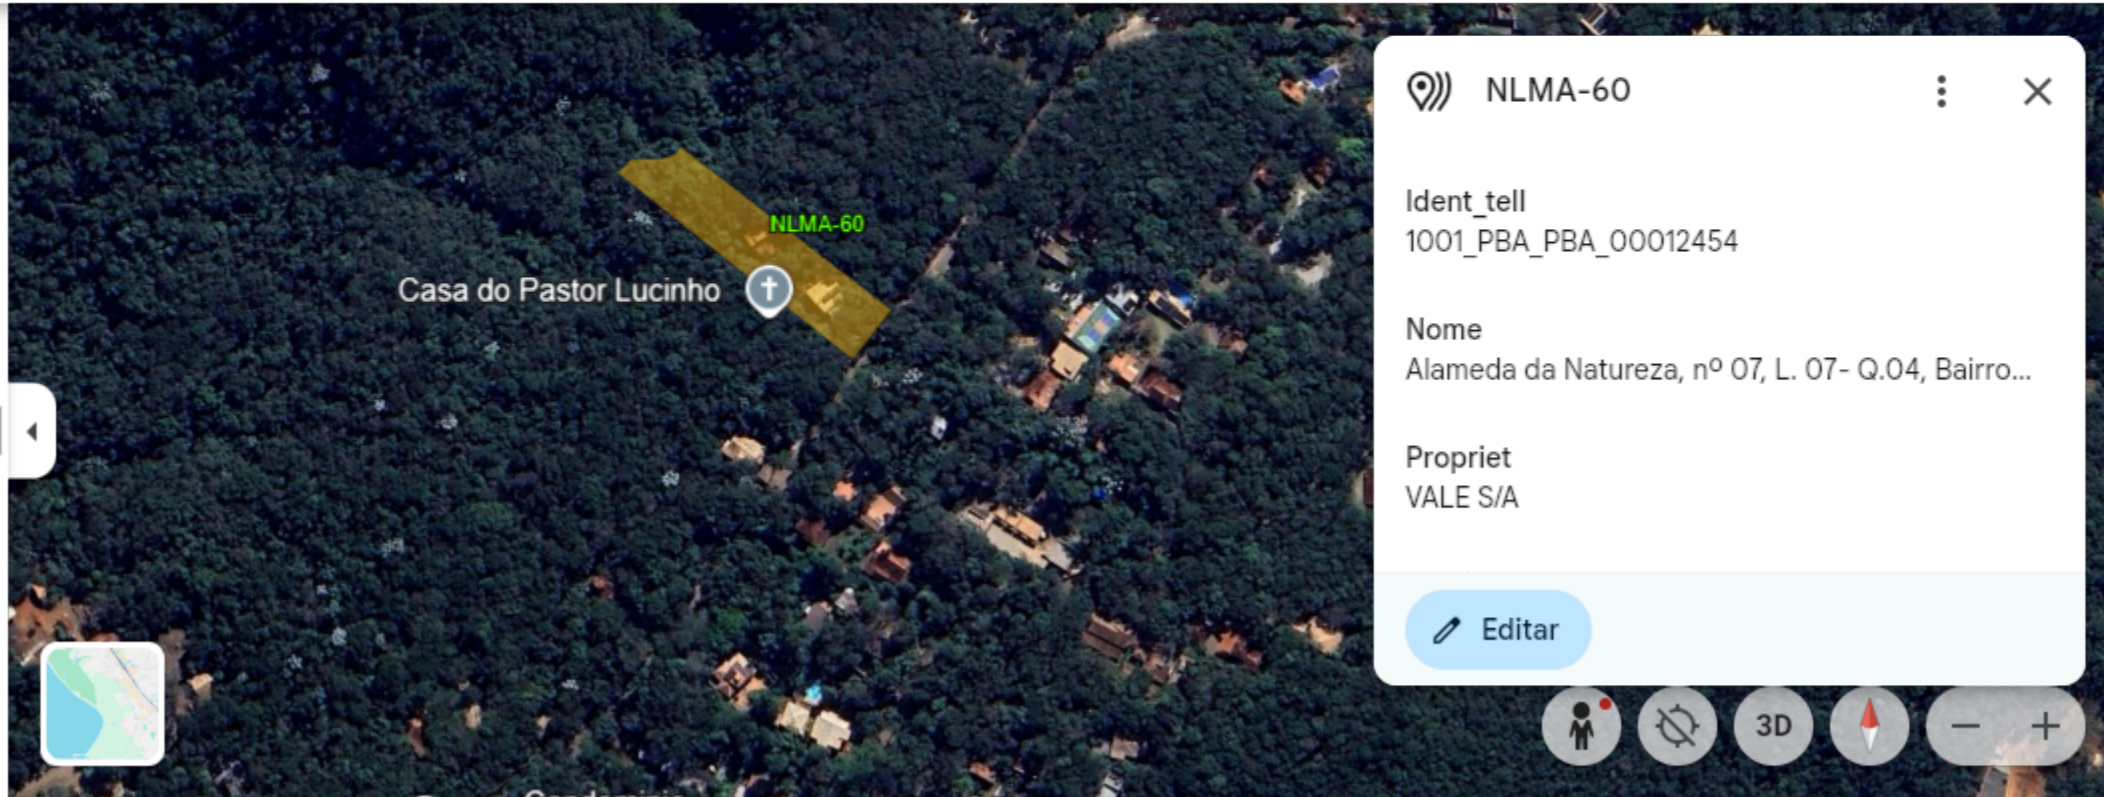 NLMA-60
Casa do Pastor Lucinho
NLMA-60
Ident_tell
1001_PBA_PBA_00012454
Nome
Alameda da Natureza, nº 07, L. 07- Q.04, Bairro...
Propriet
VALE S/A
Editar
3D